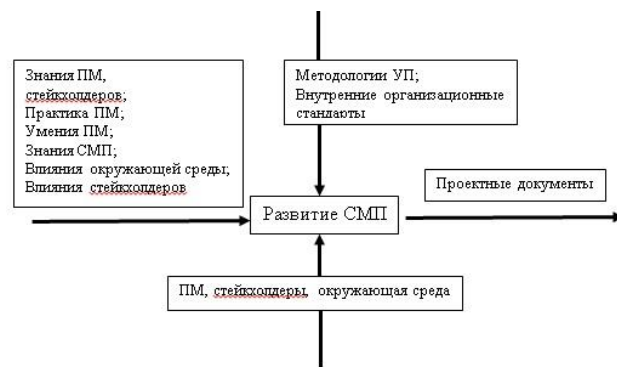 Знания ПМ,
стейкхолдеров;
Практика ПМ;
Умения ПМ;
Знания СМП;
Влияния окружающей среды;
Влияния стейкхолдеров
Методологии УП;
Внутренние организационные
стандарты
Проектные документы
Развитие СМП
ПМ, стейкхолдеры, окружающая среда